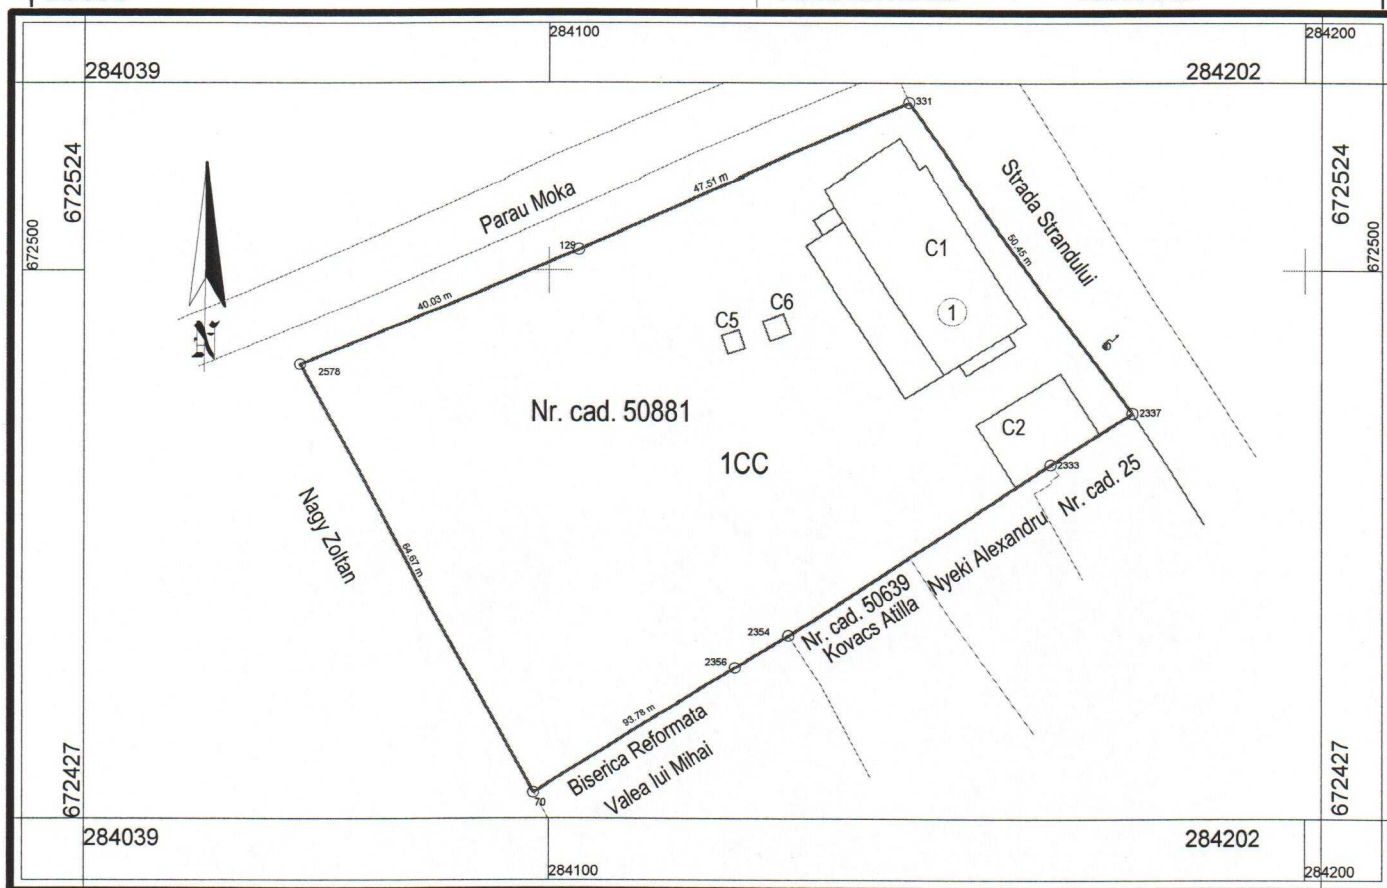 284100
284200
284039
284202
672524
672524
672500
672500
331
Parau Moka
47.51 m
Strada Strandului
129
C1
50.45 m
40.03 m
1
C6
C5
N
2578
Nr. cad. 50881
2337
C2
1CC
2333
Nr. cad. 25
Nagy Zoltan
64.67 m
Nyeki Alexandru
Nr. cad. 50639
Kovacs Atilla
2354
2356
93.78 m
Biserica Reformata
Valea lui Mihai
70
672427
672427
284039
284202
284100
284200